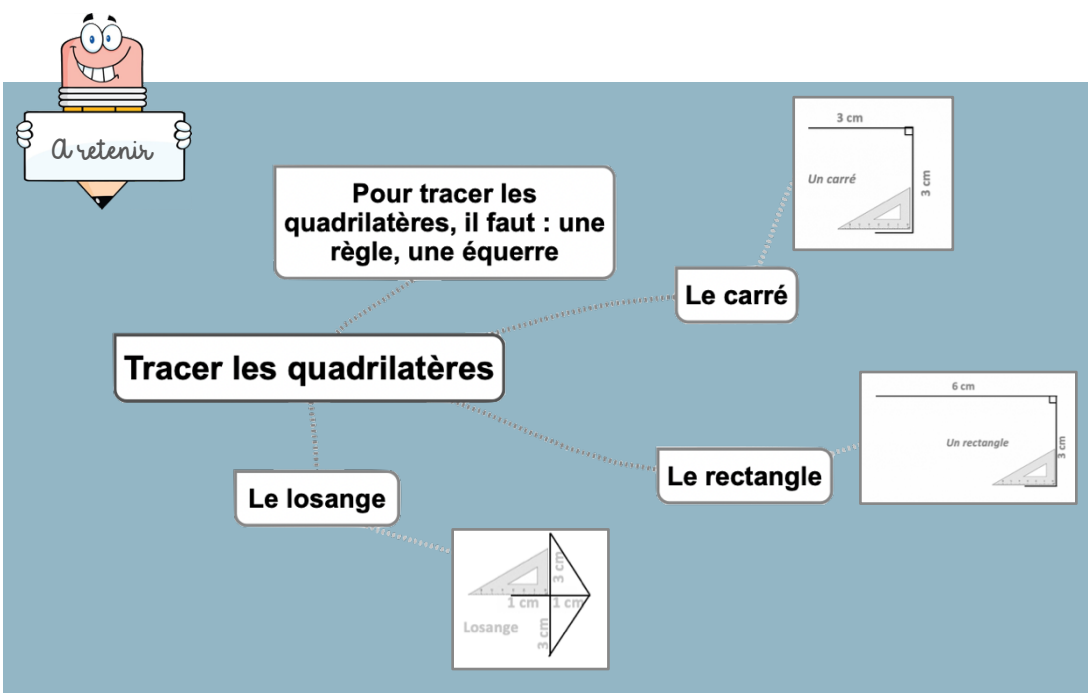 A retenir
Pour tracer les
quadrilatères, il faut : une
règle, une équerre
3 cm
Un carré
3 cm
Le carré
Tracer les quadrilatères
6 cm
Un rectangle
3 cm
Le rectangle
Le losange
3 cm
1 cm
1 cm
Losange
3 cm